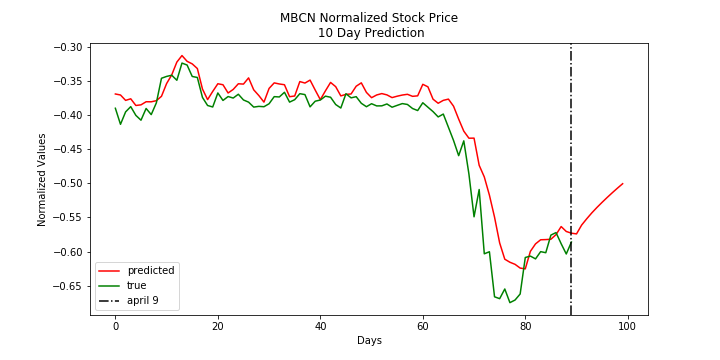 MBCN Normalized Stock Price
10 Day Prediction
Normalized Values
−0.30
−0.35
−0.40
−0.45
−0.50
−0.55
−0.60
−0.65
predicted
true
april 9
0
20
40
60
80
100
Days